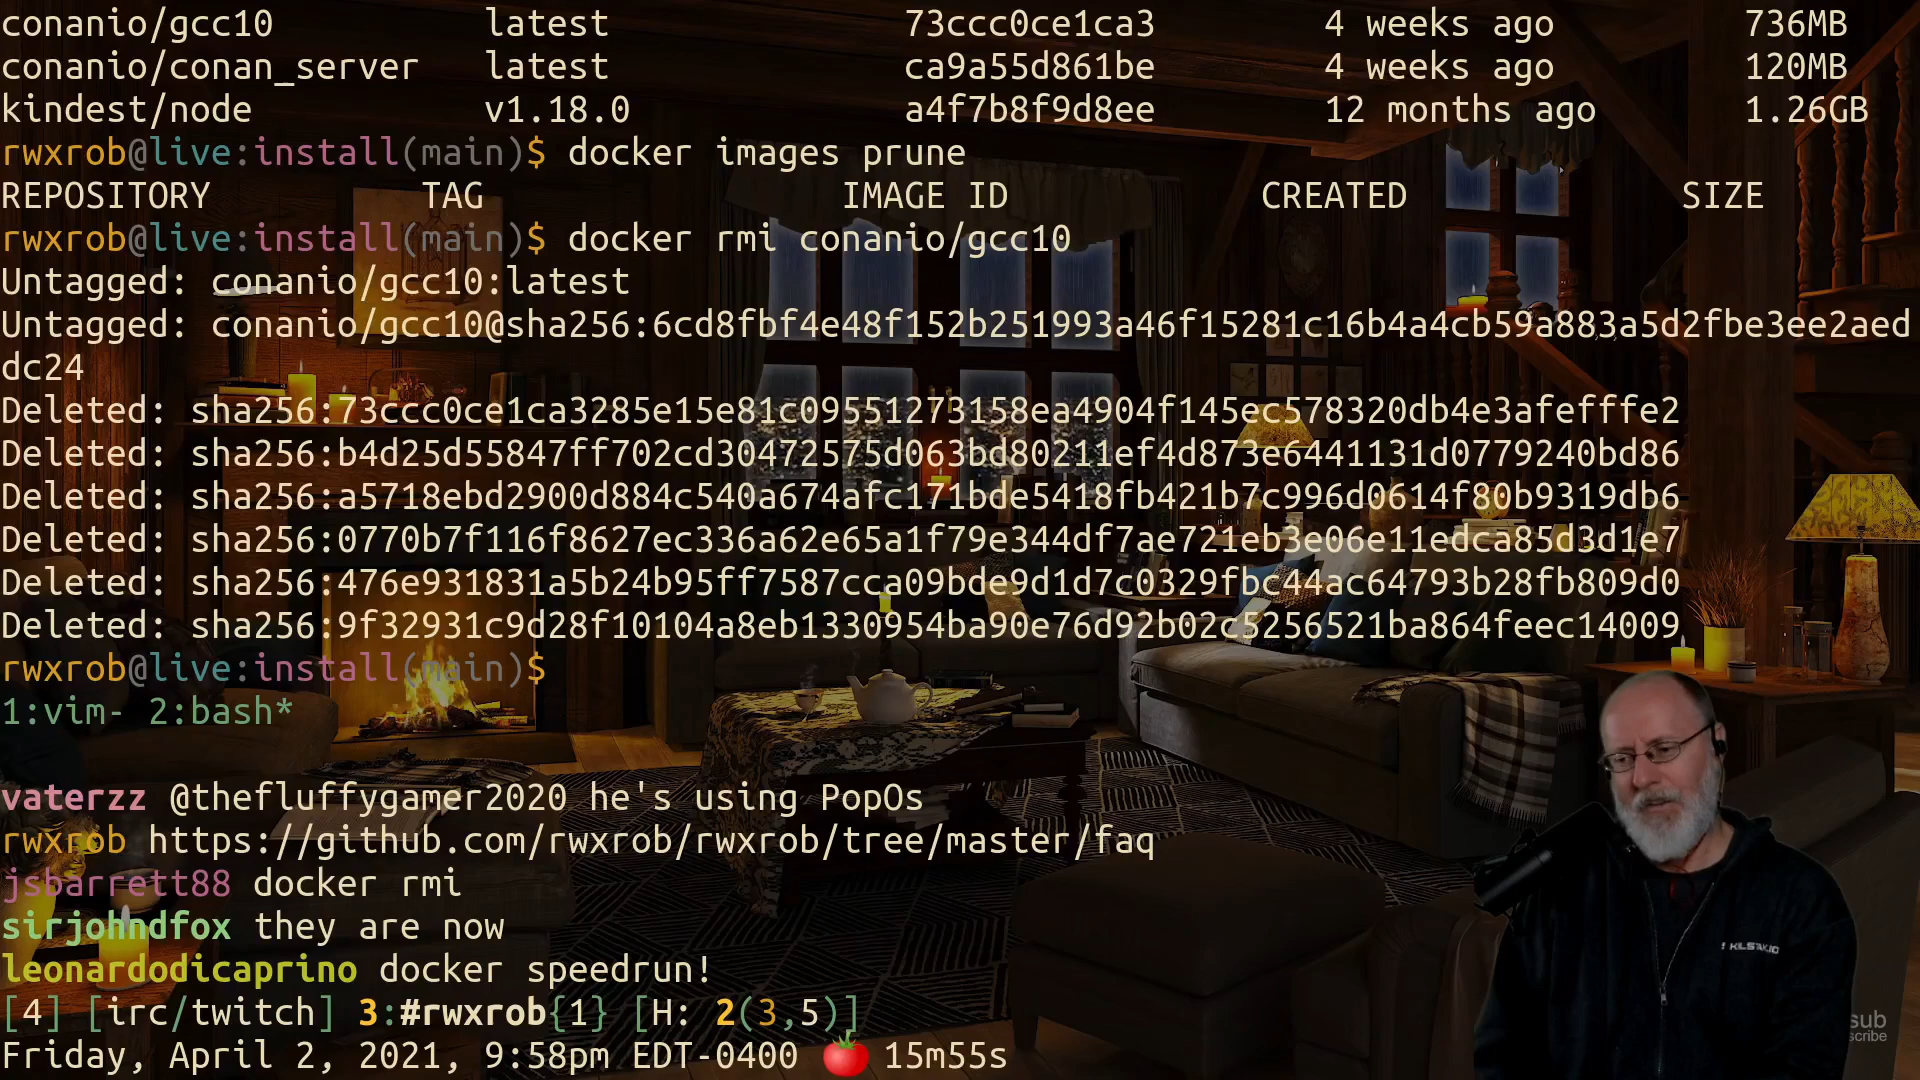 conanio/gcc10 latest 73ccc0ce1ca3 4 weeks ago 736MB
conanio/conan_server latest ca9a55d861be 4 weeks ago 120MB
kindest/node v1.18.0 a4f7b8f9d8ee 12 months ago 1.26GB
rwxrob@live:install(main)$ docker images prune
REPOSITORY TAG IMAGE ID CREATED SIZE
rwxrob@live:install(main)$ docker rmi conanio/gcc10
Untagged: conanio/gcc10:latest
Untagged: conanio/gcc10@sha256:6cd8fbf4e48f152b251993a46f15281c16b4a4cb59a883a5d2fbe3ee2aed
dc24
Deleted: sha256:73ccc0ce1ca3285e15e81c09551273158ea4904f145ec578320db4e3afefffe2
Deleted: sha256:b4d25d55847ff702cd30472575d063bd80211ef4d873e6441131d0779240bd86
Deleted: sha256:a5718ebd2900d884c540a674afc171bde5418fb421b7c996d0614f80b9319db6
Deleted: sha256:0770b7f116f8627ec336a62e65a1f79e344df7ae721eb3e06e11edca85d3d1e7
Deleted: sha256:476e931831a5b24b95ff7587cca09bde9d1d7c0329fbc44ac64793b28fb809d0
Deleted: sha256:9f32931c9d28f10104a8eb1330954ba90e76d92b02c5256521ba864feec14009
rwxrob@live:install(main)$
1:vim- 2:bash*
vaterzz @thefluffygamer2020 he's using PopOs
rwxrob https://github.com/rwxrob/rwxrob/tree/master/faq
jsbarrett88 docker rmi
sirjohndfox they are now
leonardodicaprino docker speedrun!
[4] [irc/twitch] 3:#rwxrob{1} [H: 2(3,5)]
Friday, April 2, 2021, 9:58pm EDT-0400 🍅 15m55s
sub
scribe